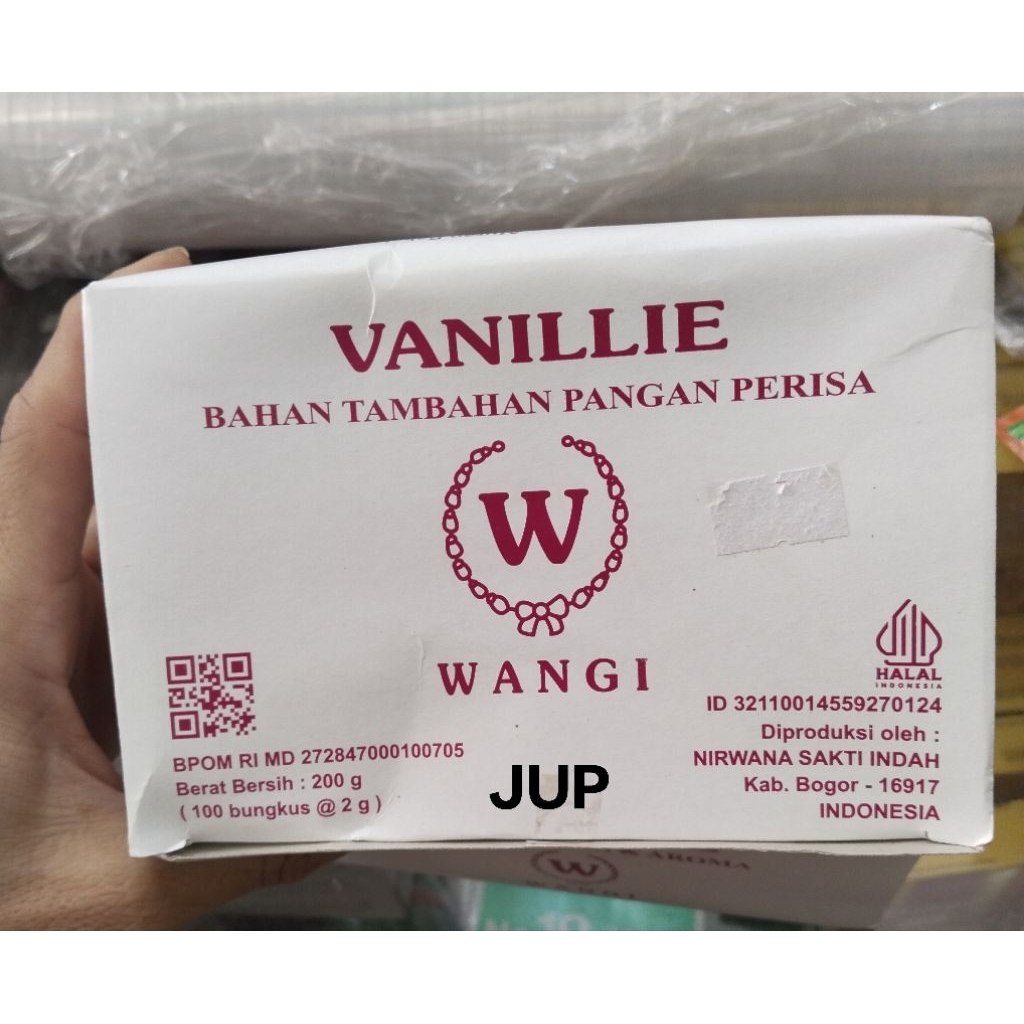 VANILLIE
BAHAN TAMBAHAN PANGAN PERISA
W
WANGI
BPOM RI MD 272847000100705
Berat Bersih : 200 g
( 100 bungkus @ 2 g )
JUP
HALAL
INDONESIA
ID 32110014559270124
Diproduksi oleh :
NIRWANA SAKTI INDAH
Kab. Bogor - 16917
INDONESIA
AROMA
W